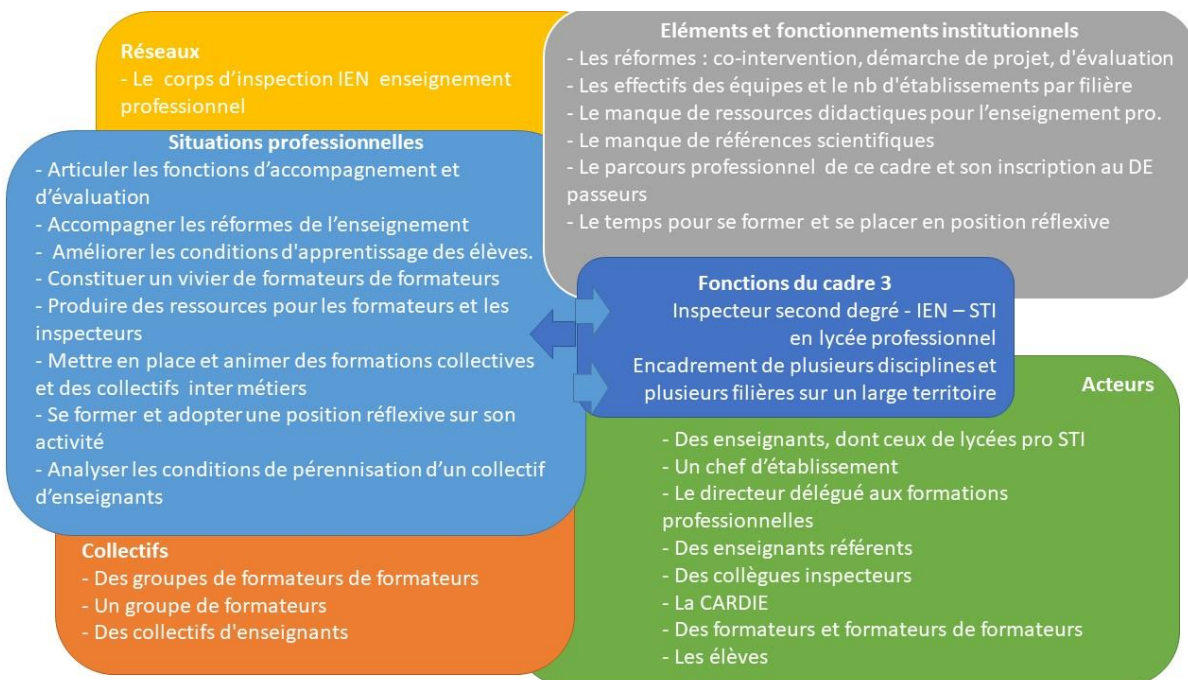 Réseaux
- Le corps d’inspection IEN enseignement
professionnel
Eléments et fonctionnements institutionnels
- Les réformes : co-intervention, démarche de projet, d'évaluation
- Les effectifs des équipes et le nb d'établissements par filière
- Le manque de ressources didactiques pour l’enseignement pro.
- Le manque de références scientifiques
- Le parcours professionnel de ce cadre et son inscription au DE
passeurs
- Le temps pour se former et se placer en position réflexive
Situations professionnelles
- Articuler les fonctions d’accompagnement et
d’évaluation
- Accompagner les réformes de l’enseignement
- Améliorer les conditions d'apprentissage des élèves.
- Constituer un vivier de formateurs de formateurs
- Produire des ressources pour les formateurs et les
inspecteurs
- Mettre en place et animer des formations collectives
et des collectifs inter métiers
- Se former et adopter une position réflexive sur son
activité
- Analyser les conditions de pérennisation d’un collectif
d’enseignants
Fonctions du cadre 3
Inspecteur second degré - IEN – STI
en lycée professionnel
Encadrement de plusieurs disciplines et
plusieurs filières sur un large territoire
Acteurs
- Des enseignants, dont ceux de lycées pro STI
- Un chef d’établissement
- Le directeur délégué aux formations
professionnelles
- Des enseignants référents
- Des collègues inspecteurs
- La CARDIE
- Des formateurs et formateurs de formateurs
- Les élèves
Collectifs
- Des groupes de formateurs de formateurs
- Un groupe de formateurs
- Des collectifs d'enseignants